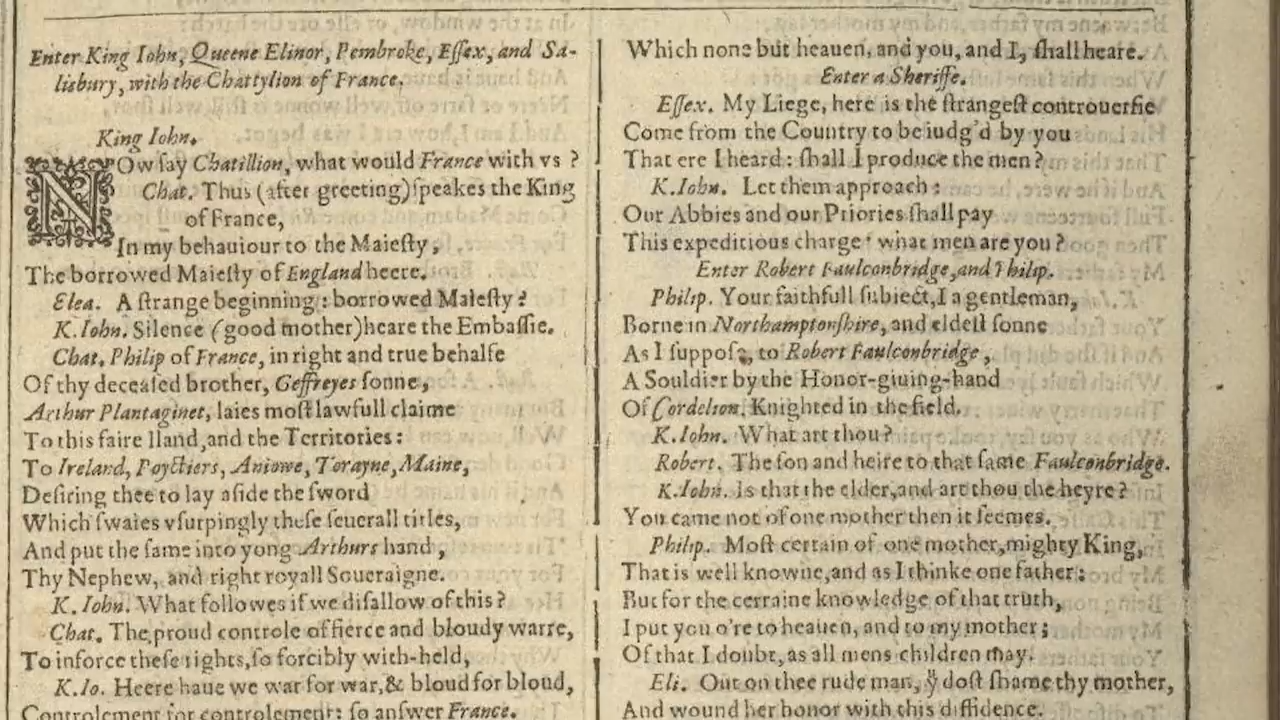 Enter King Iohn, Queene Elinor, Pembroke, Essex, and Sa-
lisbury, with the Chattylion of France.
King Iohn.
NOw say Chatillion, what would France with vs ?
Chat. Thus (after greeting) speakes the King
of France,
In my behauiour to the Maiesty,
The borrowed Maiesty of England heere.
Elea. A strange beginning : borrowed Maiesty ?
K. Iohn. Silence (good mother) heare the Embassie.
Chat. Philip of France, in right and true behalfe
Of thy deceased brother, Geffreyes sonne,
Arthur Plantaginet, laies most lawfull claime
To this faire Iland, and the Territories :
To Ireland, Poyctiers, Aniowe, Torayne, Maine,
Desiring thee to lay aside the sword
Which swaies vsurpingly these seuerall titles,
And put the same into yong Arthurs hand,
Thy Nephew, and right royall Soueraigne.
K. Iohn. What followes if we disallow of this ?
Chat. The proud controle of fierce and bloudy warre,
To inforce these rights, so forcibly with-held,
K. Io. Heere haue we war for war, & bloud for bloud,
Controlement for controlement : so answer France.
Which none but heauen, and you, and I, shall heare.
Enter a Sheriffe.
Essex. My Liege, here is the strangest controuersie
Come from the Country to be iudg'd by you
That ere I heard : shall I produce the men ?
K. Iohn. Let them approach :
Our Abbies and our Priories shall pay
This expeditious charge : what men are you ?
Enter Robert Faulconbridge, and Philip.
Philip. Your faithfull subiect, I a gentleman,
Borne in Northamptonshire, and eldest sonne
As I suppose, to Robert Faulconbridge,
A Souldier by the Honor-giuing-hand
Of Cordelion, Knighted in the field.
K. Iohn. What art thou ?
Robert. The son and heire to that same Faulconbridge.
K. Iohn. Is that the elder, and art thou the heyre ?
You came not of one mother then it seemes.
Philip. Most certain of one mother, mighty King,
That is well knowne, and as I thinke one father :
But for the certaine knowledge of that truth,
I put you o're to heauen, and to my mother ;
Of that I doubt, as all mens children may.
Eli. Out on thee rude man, yͧ dost shame thy mother,
And wound her honor with this diffidence.